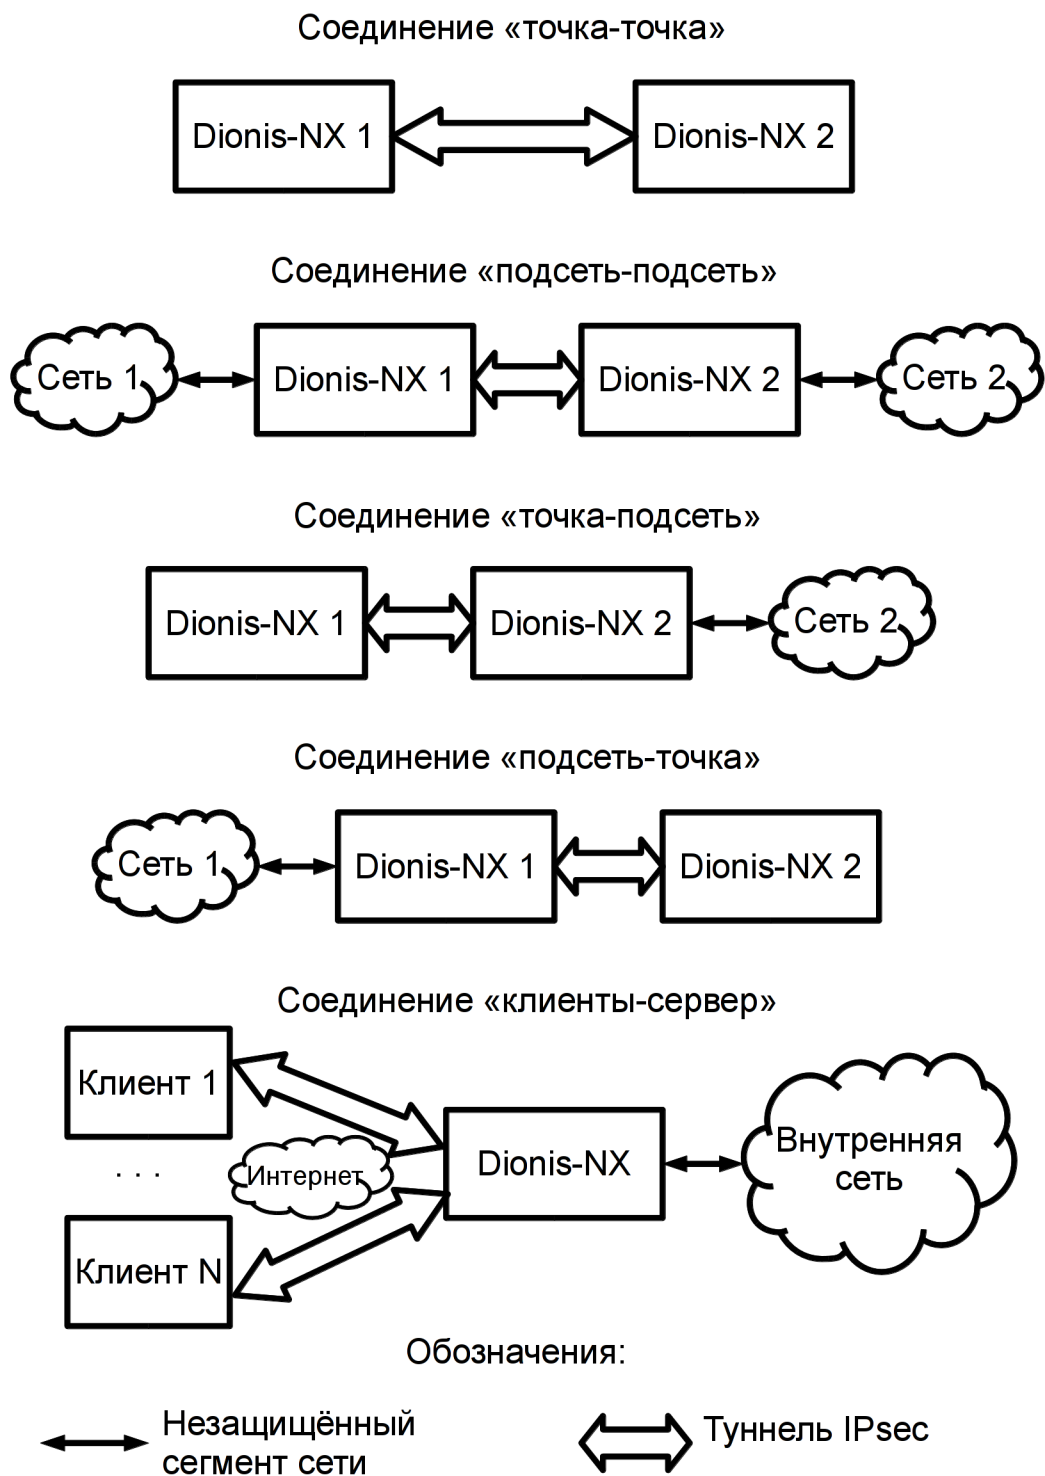 Соединение «точка-точка»
Dionis-NX 1
Dionis-NX 2
Соединение «подсеть-подсеть»
Сеть 1
Dionis-NX 1
Dionis-NX 2
Сеть 2
Соединение «точка-подсеть»
Dionis-NX 1
Dionis-NX 2
Сеть 2
Соединение «подсеть-точка»
Сеть 1
Dionis-NX 1
Dionis-NX 2
Соединение «клиенты-сервер»
Клиент 1
. . .
Клиент N
Интернет
Dionis-NX
Внутренняя
сеть
Обозначения:
Незащищённый
сегмент сети
Туннель IPsec